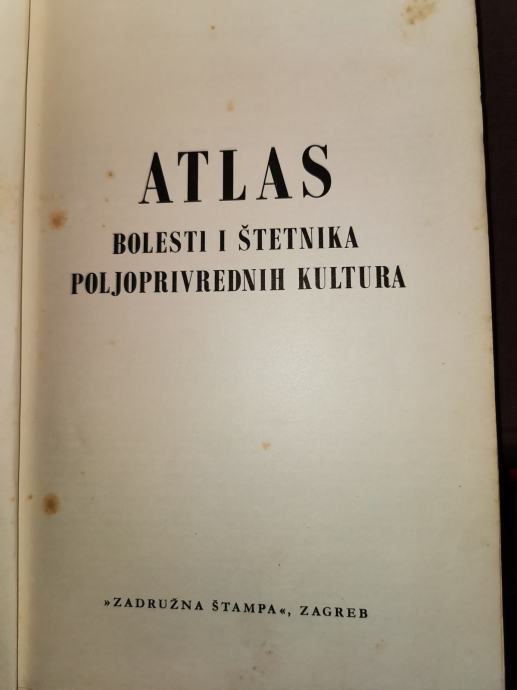 ATLAS
BOLESTI I ŠTETNIKA
POLJOPRIVREDNIH KULTURA
»ZADRUŽNA ŠTAMPA«, ZAGREB